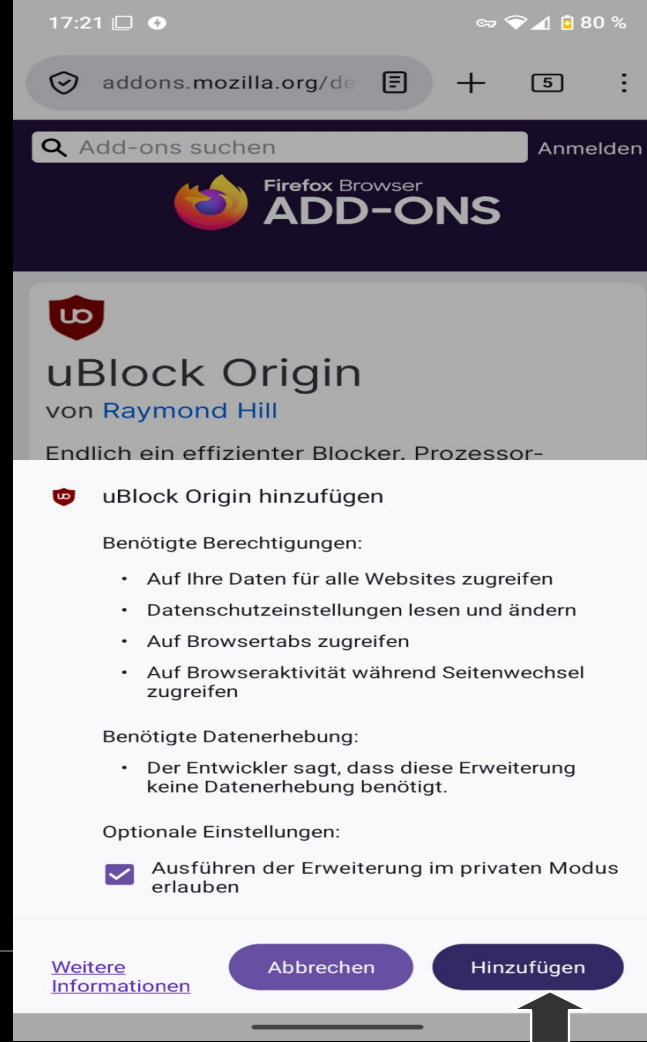 17:21 80 %
addons.mozilla.org/de 5
Add-ons suchen Anmelden
Firefox Browser
ADD-ONS
uBlock Origin
von Raymond Hill
Endlich ein effizienter Blocker. Prozessor-
uBlock Origin hinzufügen
Benötigte Berechtigungen:
• Auf Ihre Daten für alle Websites zugreifen
• Datenschutzeinstellungen lesen und ändern
• Auf Browsertabs zugreifen
• Auf Browseraktivität während Seitenwechsel
zugreifen
Benötigte Datenerhebung:
• Der Entwickler sagt, dass diese Erweiterung
keine Datenerhebung benötigt.
Optionale Einstellungen:
Ausführen der Erweiterung im privaten Modus
erlauben
Weitere
Informationen
Abbrechen
Hinzufügen